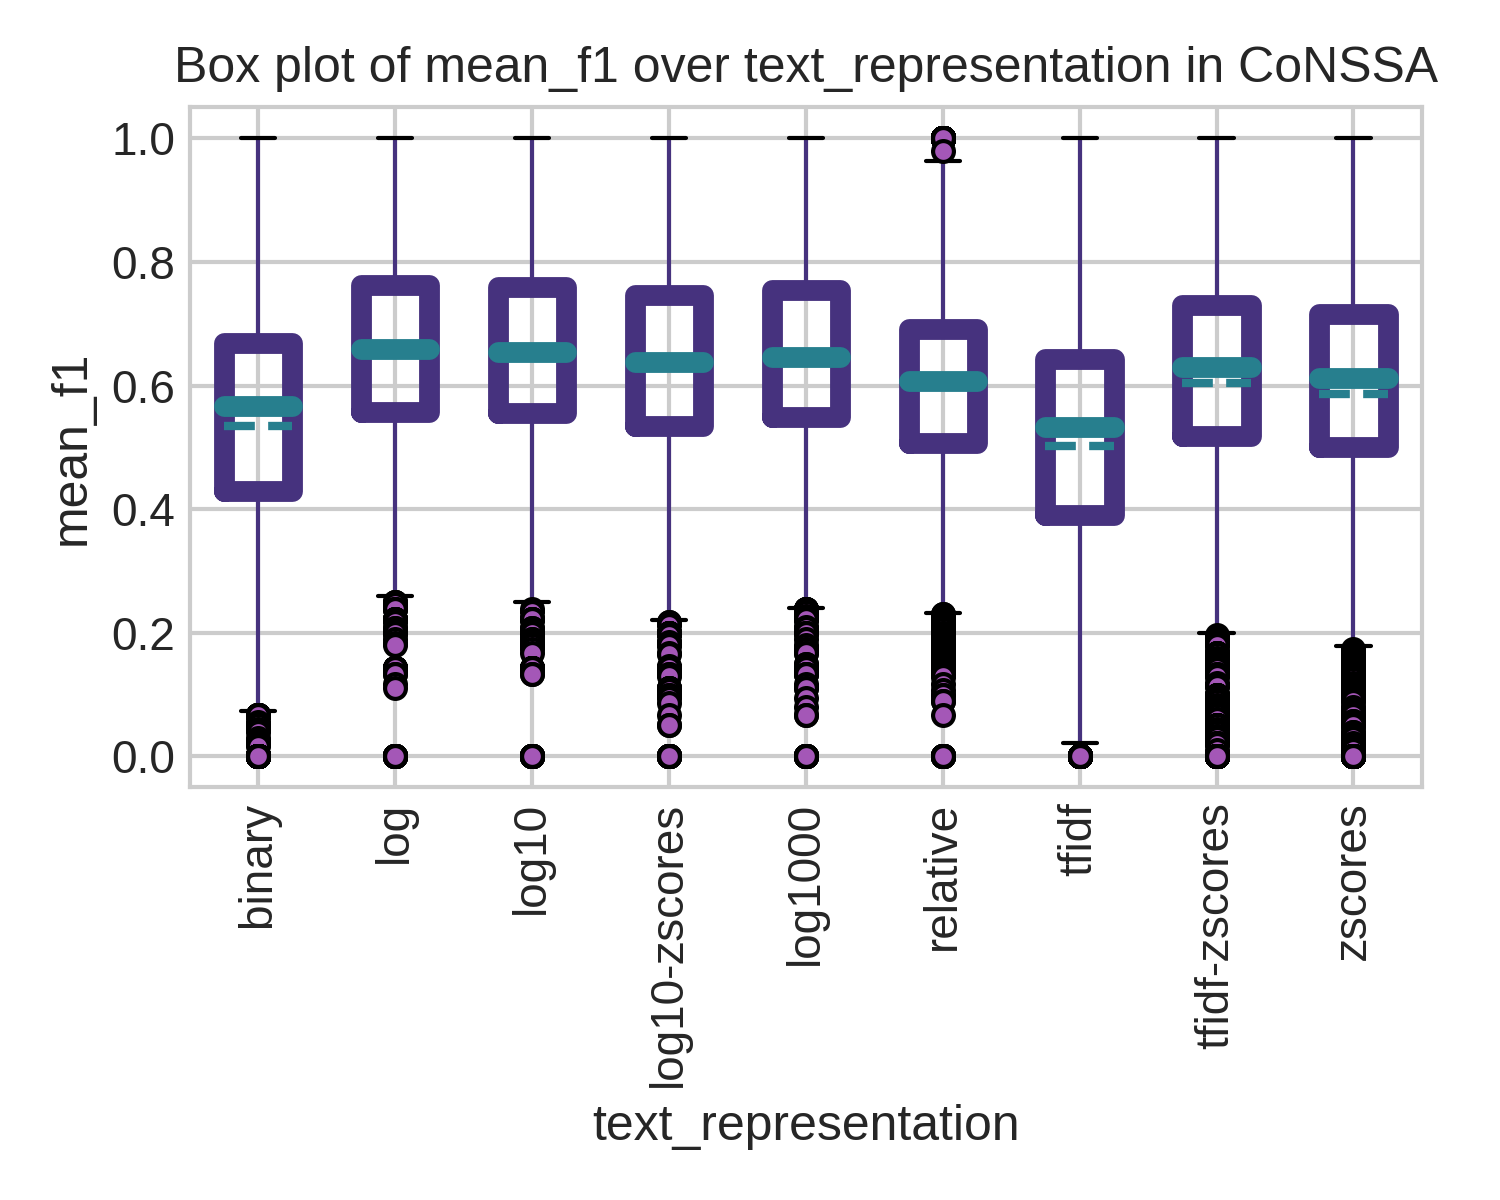 Box plot of mean_f1 over text_representation in CoNSSA
1.0
0.8
0.6
0.4
0.2
0.0
mean_f1
binary
log
log10
log10-zscores
log1000
relative
tfidf
tfidf-zscores
zscores
text_representation